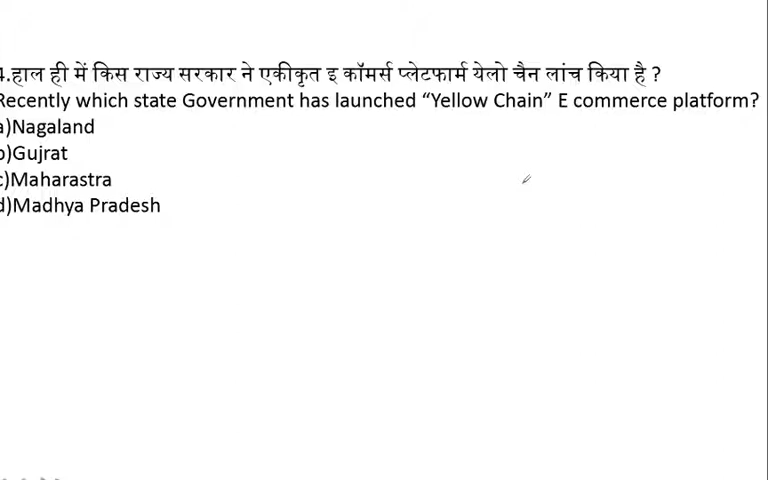 4.हाल ही में किस राज्य सरकार ने एकीकृत इ कॉमर्स प्लेटफार्म येलो चैन लांच किया है ?
Recently which state Government has launched “Yellow Chain” E commerce platform?
a)Nagaland
b)Gujrat
c)Maharastra
d)Madhya Pradesh